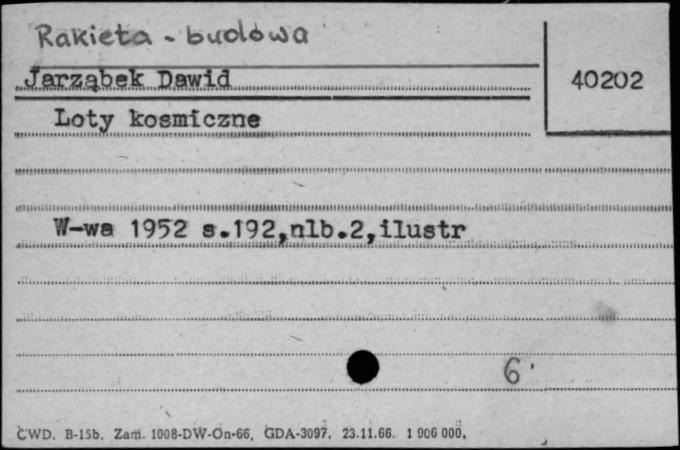 Rakieta - budowa
Jarząbek Dawid
40202
Loty kosmiczne
W-wa 1952 s.192,nlb.2,ilustr
6
CWD. B-15b. Zam. 1008-DW-On-66, GDA-3097. 23.11.66. 1 906 000.